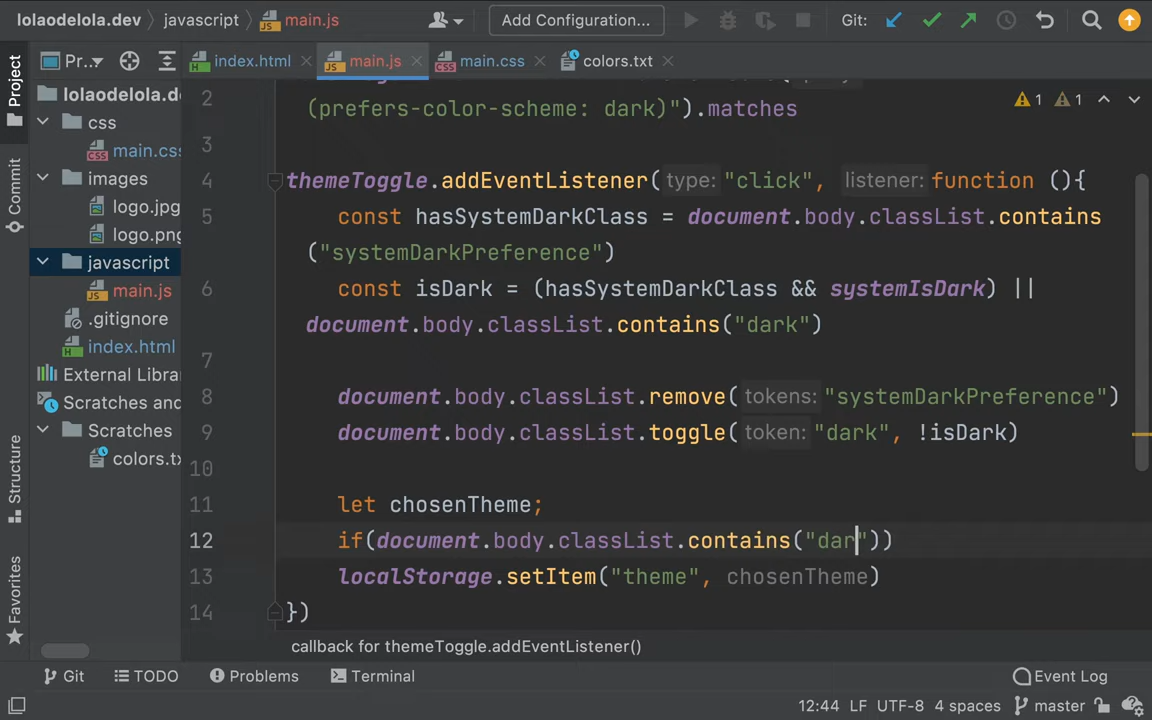 lolaodelola.dev
javascript
main.js
Add Configuration...
Git:
Project
Commit
Structure
Favorites
Pr...
index.html
main.js
main.css
colors.txt
lolaodelola.d
css
main.cs
images
logo.jpg
logo.png
javascript
main.js
.gitignore
index.html
External Libra
Scratches and
Scratches
colors.tx
1 1
2 (prefers-color-scheme: dark)").matches
3
4 themeToggle.addEventListener( type: "click", listener: function (){
5 const hasSystemDarkClass = document.body.classList.contains
("systemDarkPreference")
6 const isDark = (hasSystemDarkClass && systemIsDark) ||
document.body.classList.contains("dark")
7
8 document.body.classList.remove( tokens: "systemDarkPreference")
9 document.body.classList.toggle( token: "dark", !isDark)
10
11 let chosenTheme;
12 if(document.body.classList.contains("dar"))
13 localStorage.setItem("theme", chosenTheme)
14 })
callback for themeToggle.addEventListener()
Git
TODO
Problems
Terminal
Event Log
12:44 LF UTF-8 4 spaces master